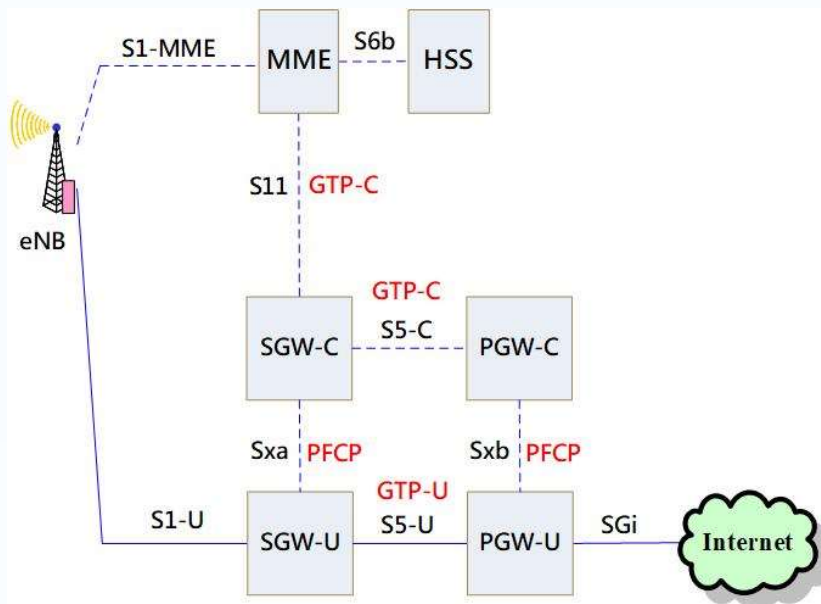 S1-MME
MME
S6b
HSS
S11
GTP-C
eNB
GTP-C
SGW-C
S5-C
PGW-C
Sxa
PFCP
Sxb
PFCP
GTP-U
S1-U
SGW-U
S5-U
PGW-U
SGi
Internet